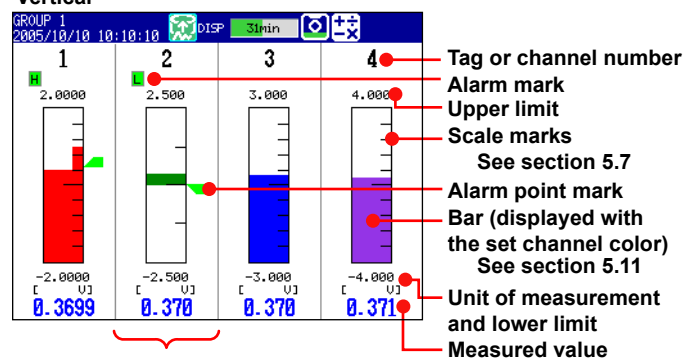 Vertical
GROUP 1
2005/10/10 10:10:10 DISP 31min
1 2 3 4
H L
2.0000 2.500 3.000 4.000
-2.0000 -2.500 -3.000 -4.000
[ V] [ V] [ V] [ V]
0.3699 0.370 0.370 0.371
Tag or channel number
Alarm mark
Upper limit
Scale marks
See section 5.7
Alarm point mark
Bar (displayed with
the set channel color)
See section 5.11
Unit of measurement
and lower limit
Measured value